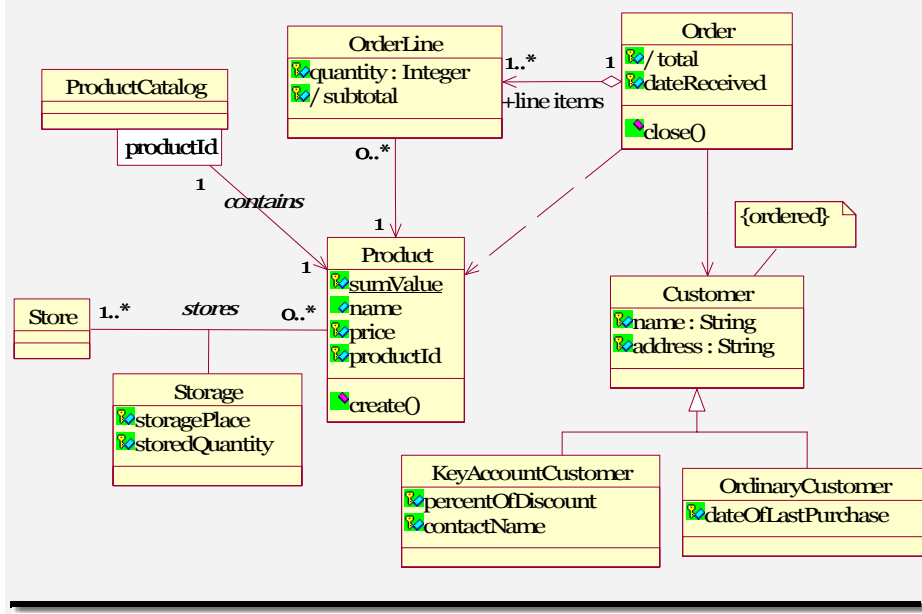 OrderLine
quantity : Integer
/ subtotal
1..*
1
+line items
Order
/ total
dateReceived
close()
ProductCatalog
productId
1
contains
1
0..*
1
{ordered}
Product
sumValue
name
price
productId
create()
Customer
name : String
address : String
Store
1..*
stores
0..*
Storage
storagePlace
storedQuantity
KeyAccountCustomer
percentOfDiscount
contactName
OrdinaryCustomer
dateOfLastPurchase